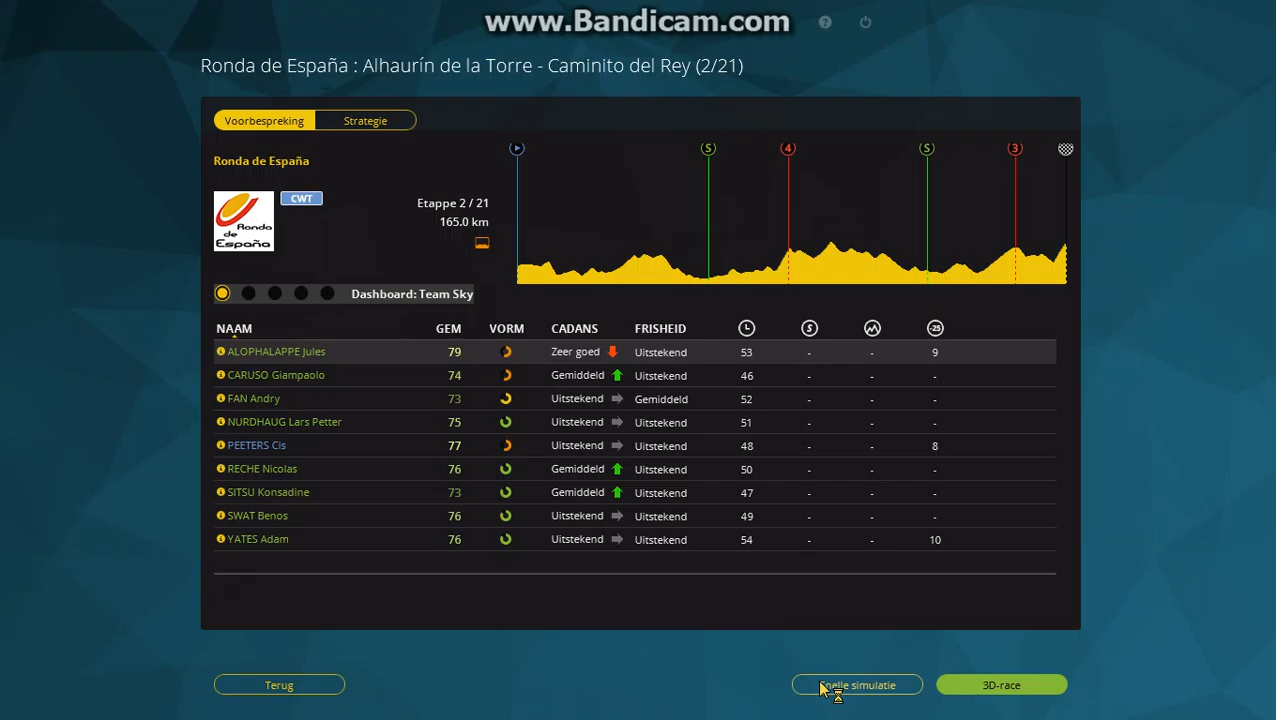 www.Bandicam.com
Ronda de España : Alhaurín de la Torre - Caminito del Rey (2/21)
Voorbespreking Strategie
S 4 S 3
Ronda de España
CWT
Etappe 2 / 21
165.0 km
Ronda de España
Dashboard: Team Sky
NAAM GEM VORM CADANS FRISHEID S -25
ALOPHALAPPE Jules 79 Zeer goed Uitstekend 53 - - 9
CARUSO Giampaolo 74 Gemiddeld Uitstekend 46 - - -
FAN Andry 73 Uitstekend Gemiddeld 52 - - -
NURDHAUG Lars Petter 75 Uitstekend Uitstekend 51 - - -
PEETERS Cis 77 Uitstekend Uitstekend 48 - - 8
RECHE Nicolas 76 Gemiddeld Uitstekend 50 - - -
SITSU Konsadine 73 Gemiddeld Uitstekend 47 - - -
SWAT Benos 76 Uitstekend Uitstekend 49 - - -
YATES Adam 76 Uitstekend Uitstekend 54 - - 10
Terug Snelle simulatie 3D-race